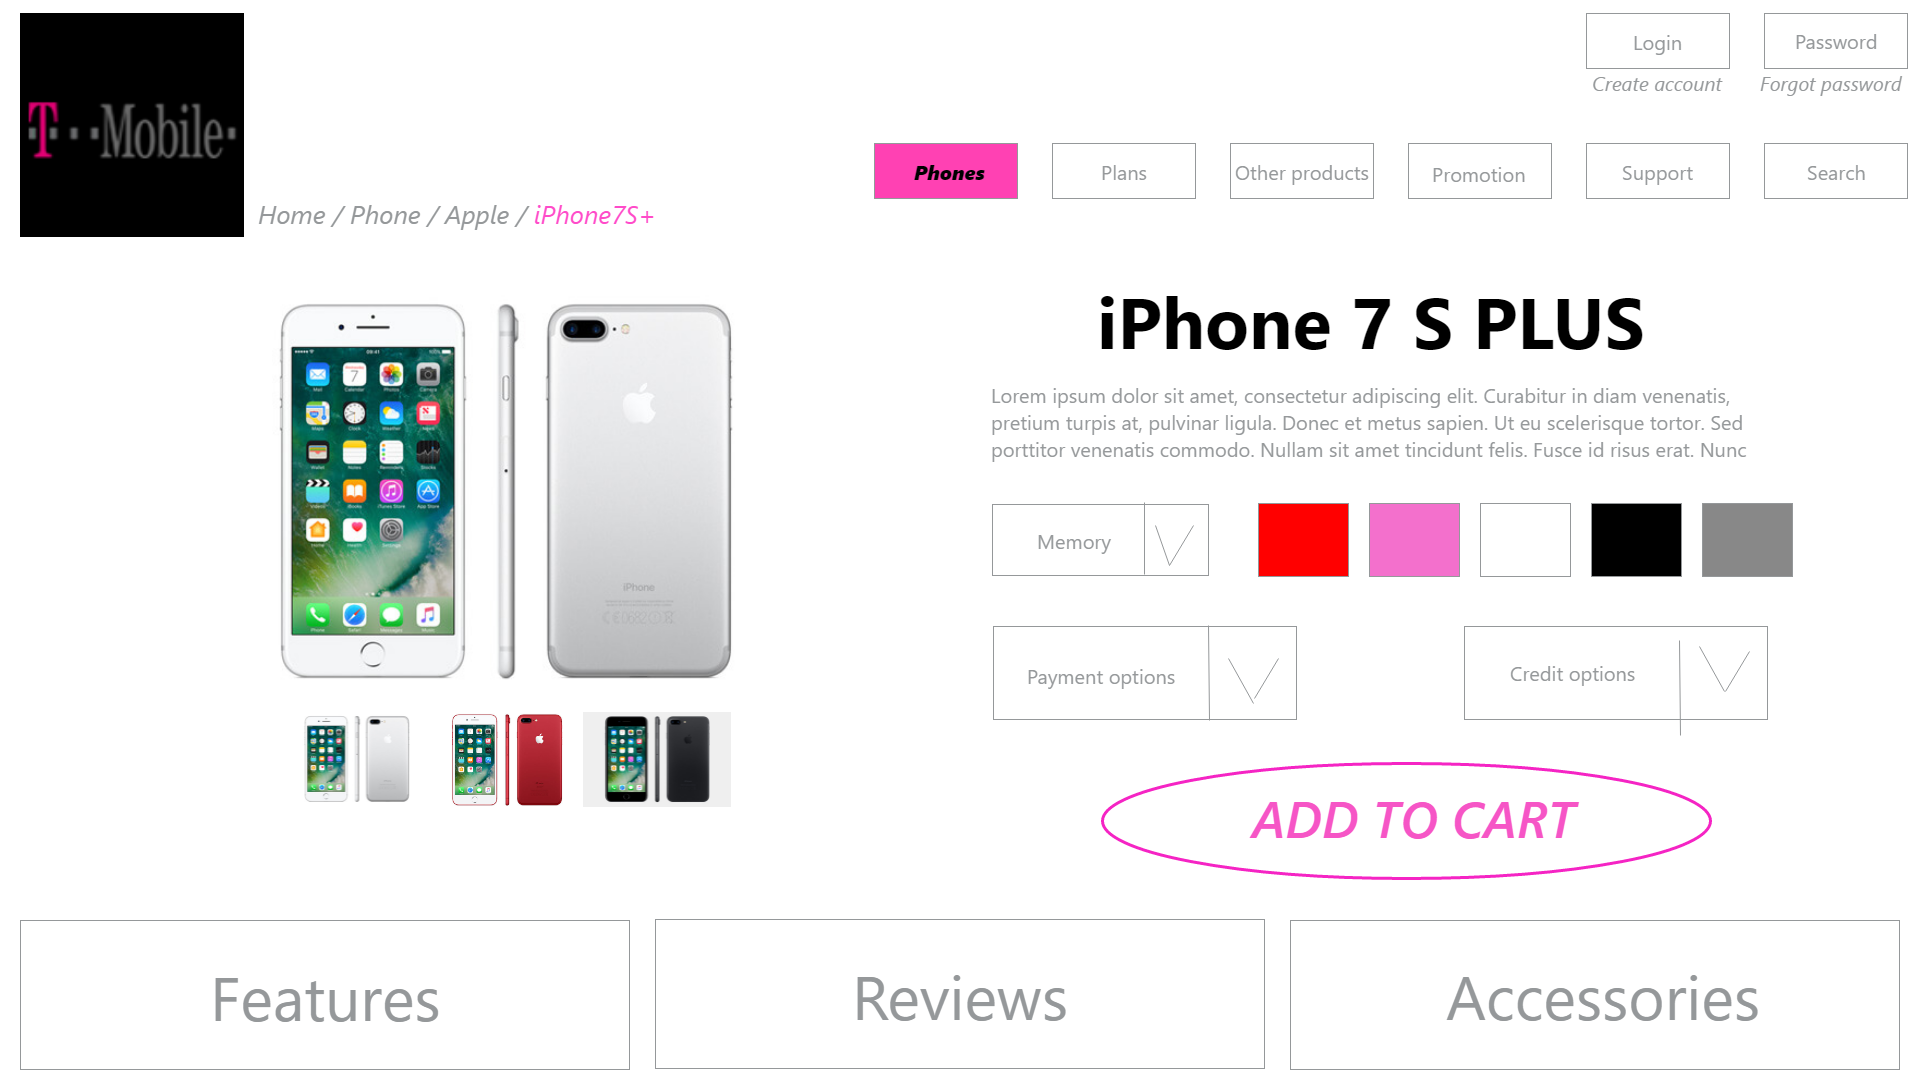 Login
Password
Create account
Forgot password
T··Mobile·
Phones
Plans
Other products
Promotion
Support
Search
Home / Phone / Apple / iPhone7S+
iPhone 7 S PLUS
Lorem ipsum dolor sit amet, consectetur adipiscing elit. Curabitur in diam venenatis,
pretium turpis at, pulvinar ligula. Donec et metus sapien. Ut eu scelerisque tortor. Sed
porttitor venenatis commodo. Nullam sit amet tincidunt felis. Fusce id risus erat. Nunc
Memory
Payment options
Credit options
iPhone
ADD TO CART
Features
Reviews
Accessories